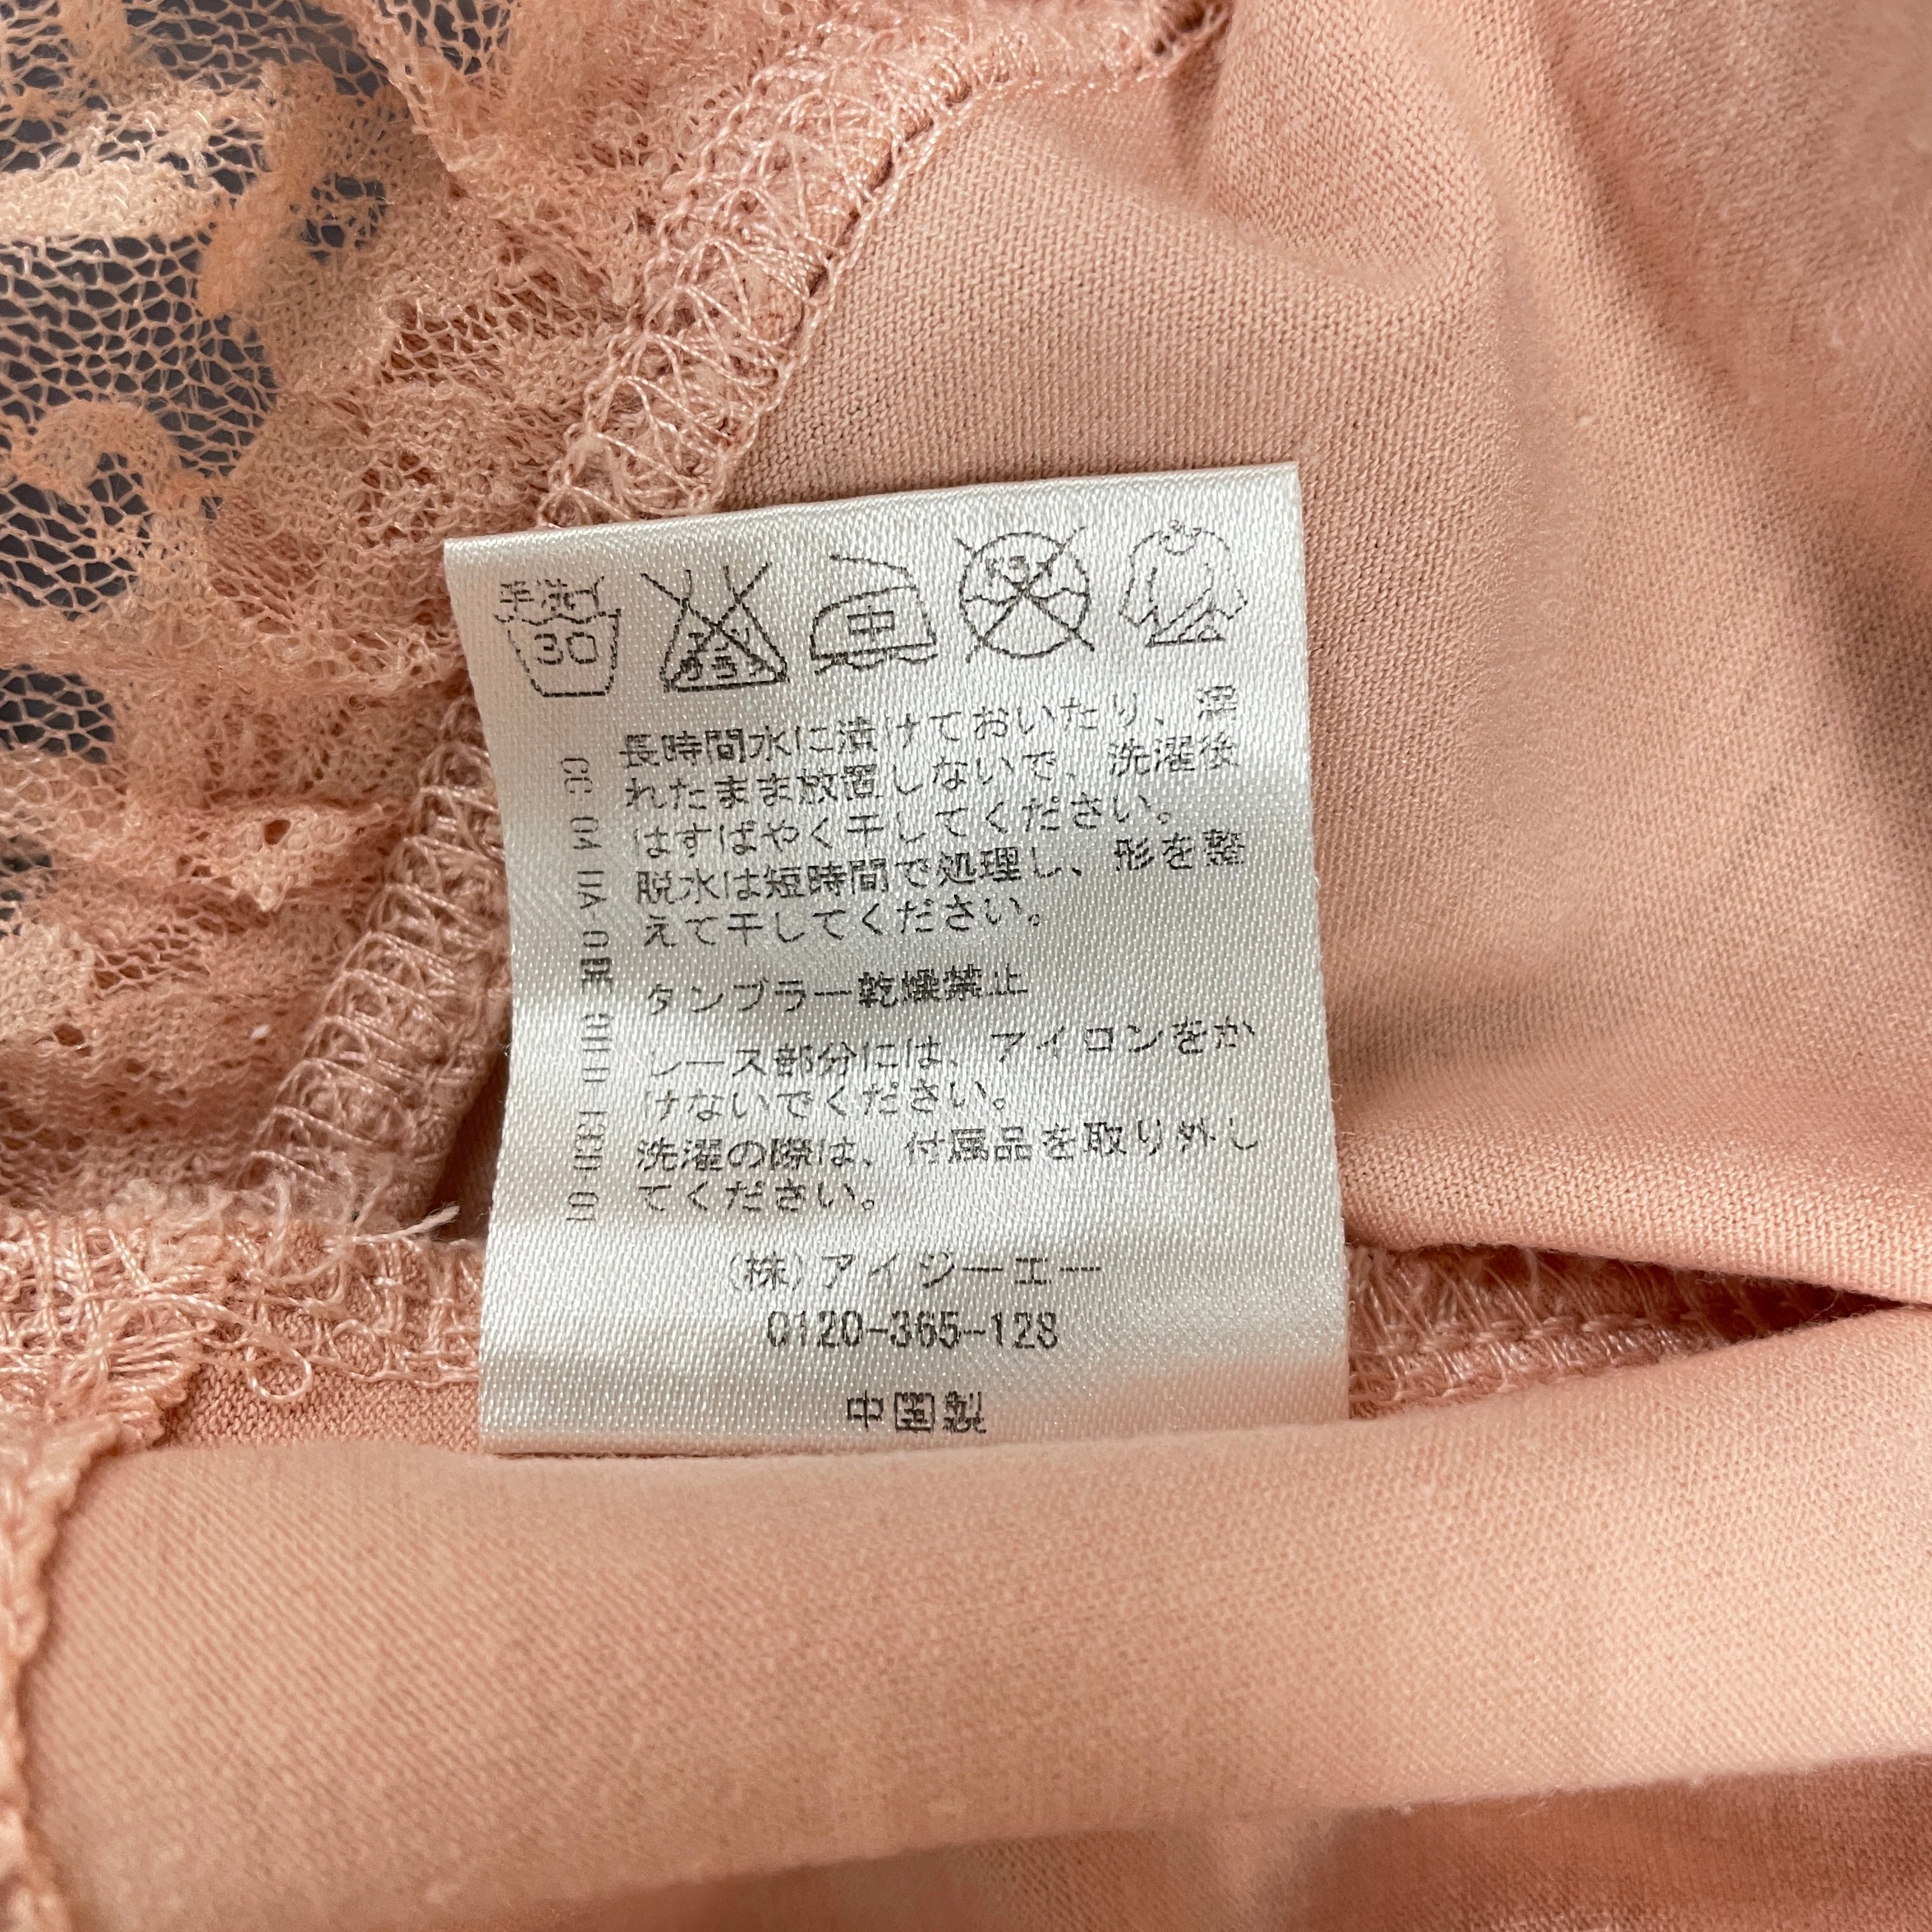 手洗イ
30
中
長時間水に漬けておいたり、濡
れたまま放置しないで、洗濯後
はすばやく干してください。
脱水は短時間で処理し、形を整
えて干してください。
タンブラー乾燥禁止
レース部分には、アイロンをか
けないでください。
洗濯の際は、付属品を取り外し
てください。
(株)アイジーエー
0120-365-128
中国製